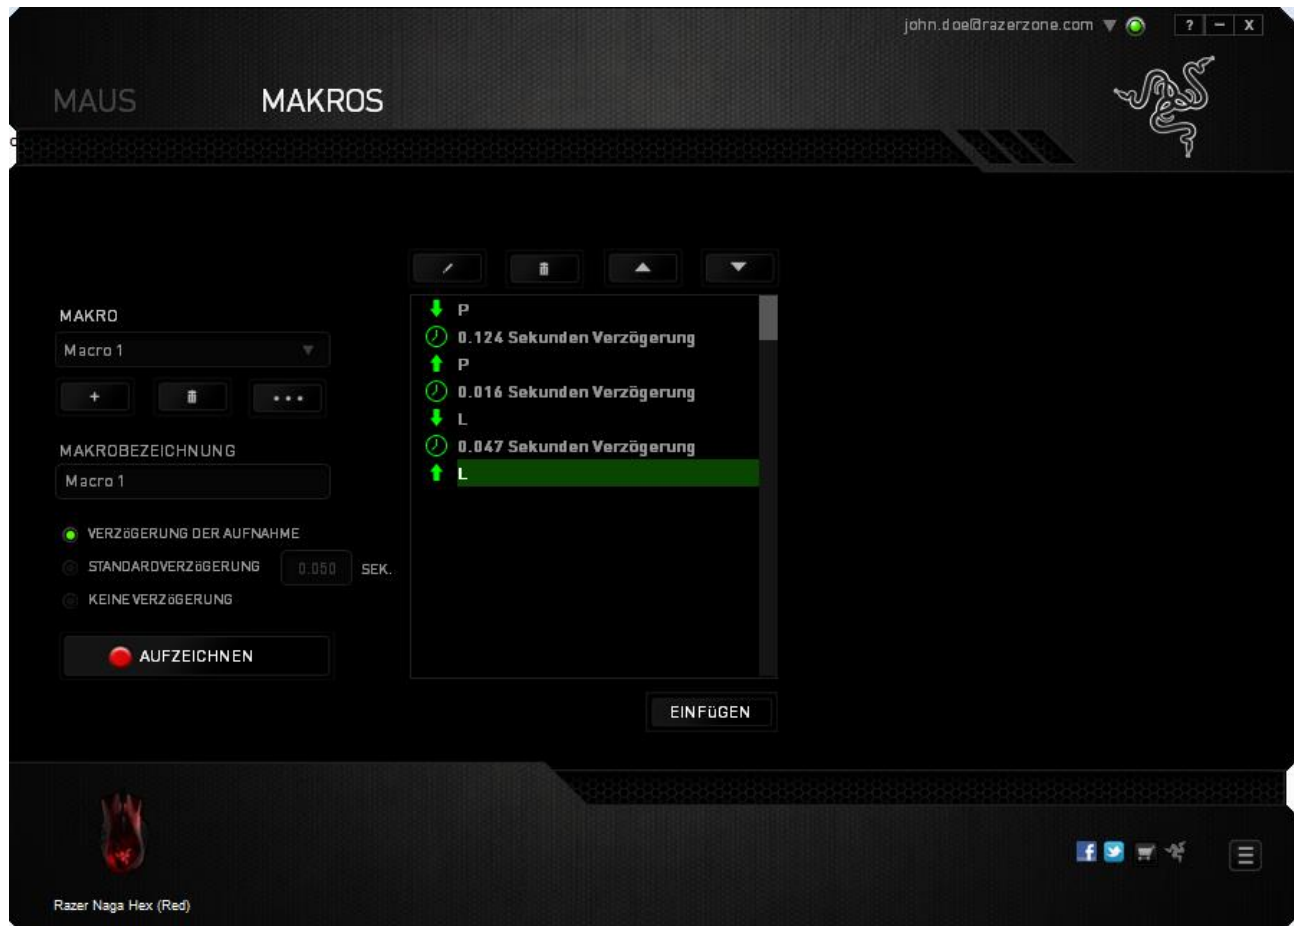 john.doe@razerzone.com
? – X
MAUS MAKROS
MAKRO
Macro 1
+
MAKROBEZEICHNUNG
Macro 1
VERZöGERUNG DER AUFNAHME
STANDARDVERZöGERUNG 0.050 SEK.
KEINE VERZöGERUNG
AUFZEICHNEN
P
0.124 Sekunden Verzögerung
P
0.016 Sekunden Verzögerung
L
0.047 Sekunden Verzögerung
L
EINFüGEN
Razer Naga Hex (Red)